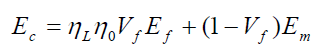 E_c = η_L η_0 V_f E_f + (1 − V_f) E_m